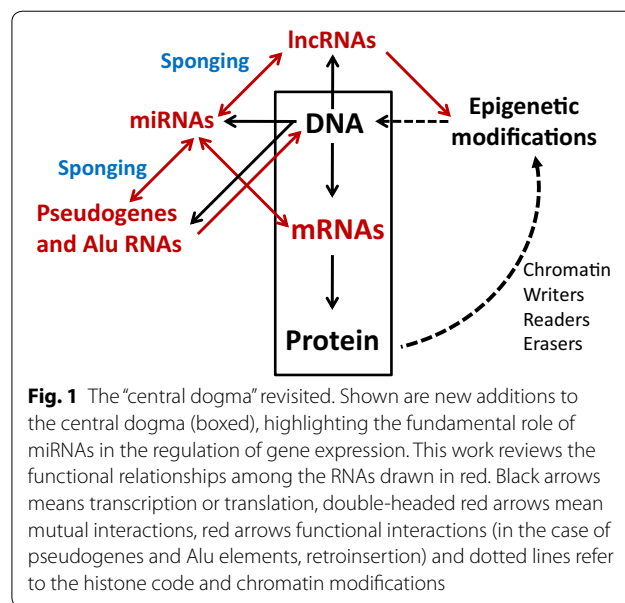 lncRNAs
Sponging
miRNAs
DNA
Epigenetic
modifications
Sponging
Pseudogenes
and Alu RNAs
mRNAs
Chromatin
Writers
Readers
Erasers
Protein
Fig. 1 The "central dogma" revisited. Shown are new additions to
the central dogma (boxed), highlighting the fundamental role of
miRNAs in the regulation of gene expression. This work reviews the
functional relationships among the RNAs drawn in red. Black arrows
means transcription or translation, double-headed red arrows mean
mutual interactions, red arrows functional interactions (in the case of
pseudogenes and Alu elements, retroinsertion) and dotted lines refer
to the histone code and chromatin modifications